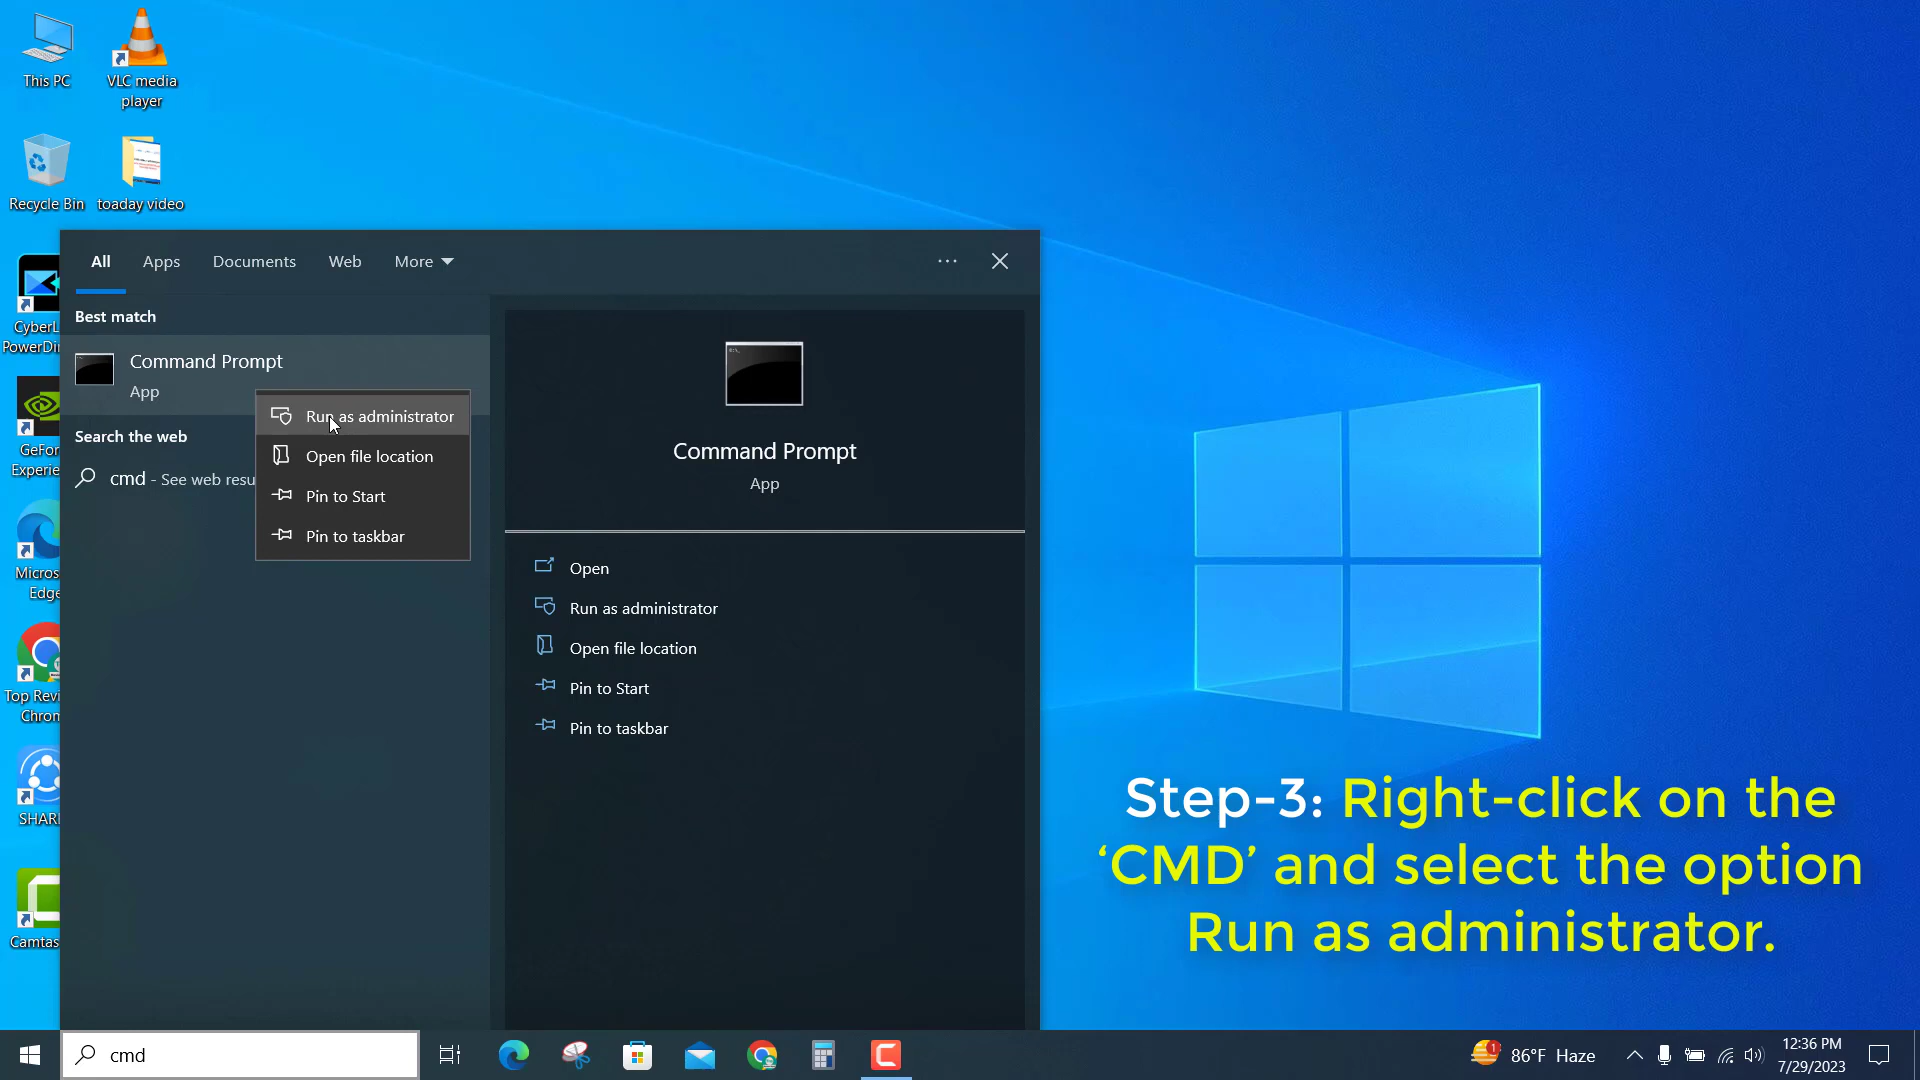 This PC
VLC media
player
Recycle Bin
toaday video
CyberL
PowerDir
GeFor
Experie
Micros
Edge
Top Revi
Chrom
SHAR
Camtas
All
Apps
Documents
Web
More
Best match
Command Prompt
App
Search the web
cmd - See web resu
Run as administrator
Open file location
Pin to Start
Pin to taskbar
Command Prompt
App
Open
Run as administrator
Open file location
Pin to Start
Pin to taskbar
Step-3: Right-click on the
‘CMD’ and select the option
Run as administrator.
cmd
1
86°F Haze
12:36 PM
7/29/2023